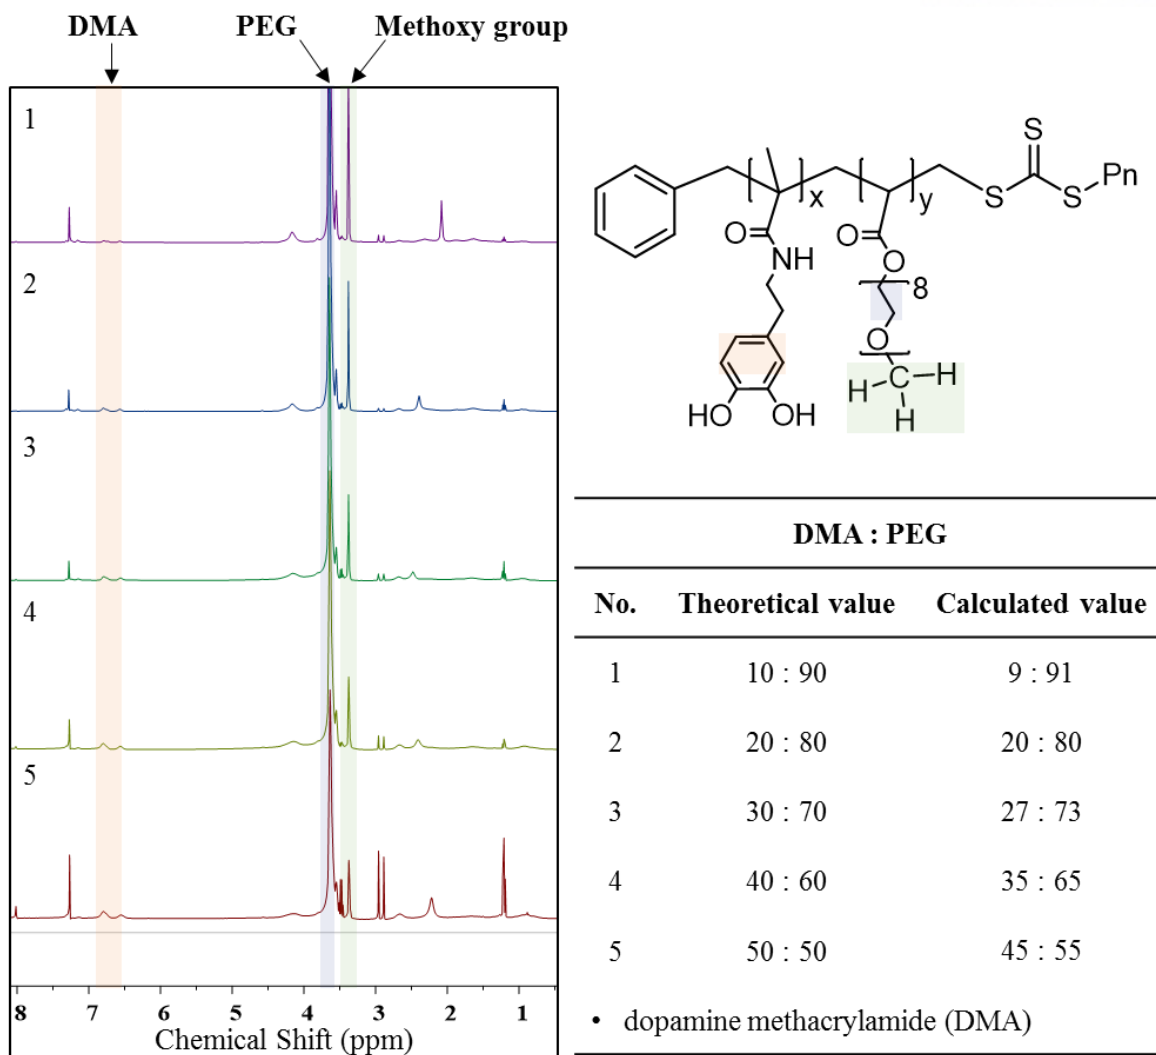 DMA PEG Methoxy group
1
2
3
4
5
8 7 6 5 4 3 2 1
Chemical Shift (ppm)
S
S S Pn
x y
O NH O O
8
O
H C H
H
HO OH
DMA : PEG
No. Theoretical value Calculated value
1 10 : 90 9 : 91
2 20 : 80 20 : 80
3 30 : 70 27 : 73
4 40 : 60 35 : 65
5 50 : 50 45 : 55
• dopamine methacrylamide (DMA)